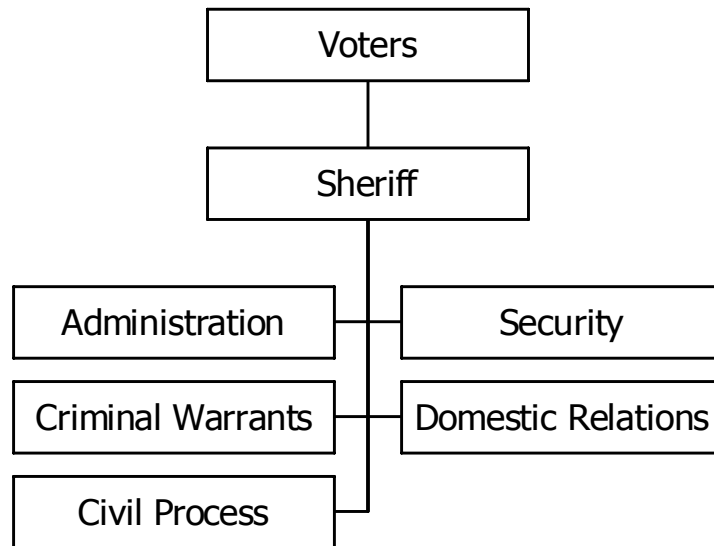 Voters
Sheriff
Administration
Security
Criminal Warrants
Domestic Relations
Civil Process